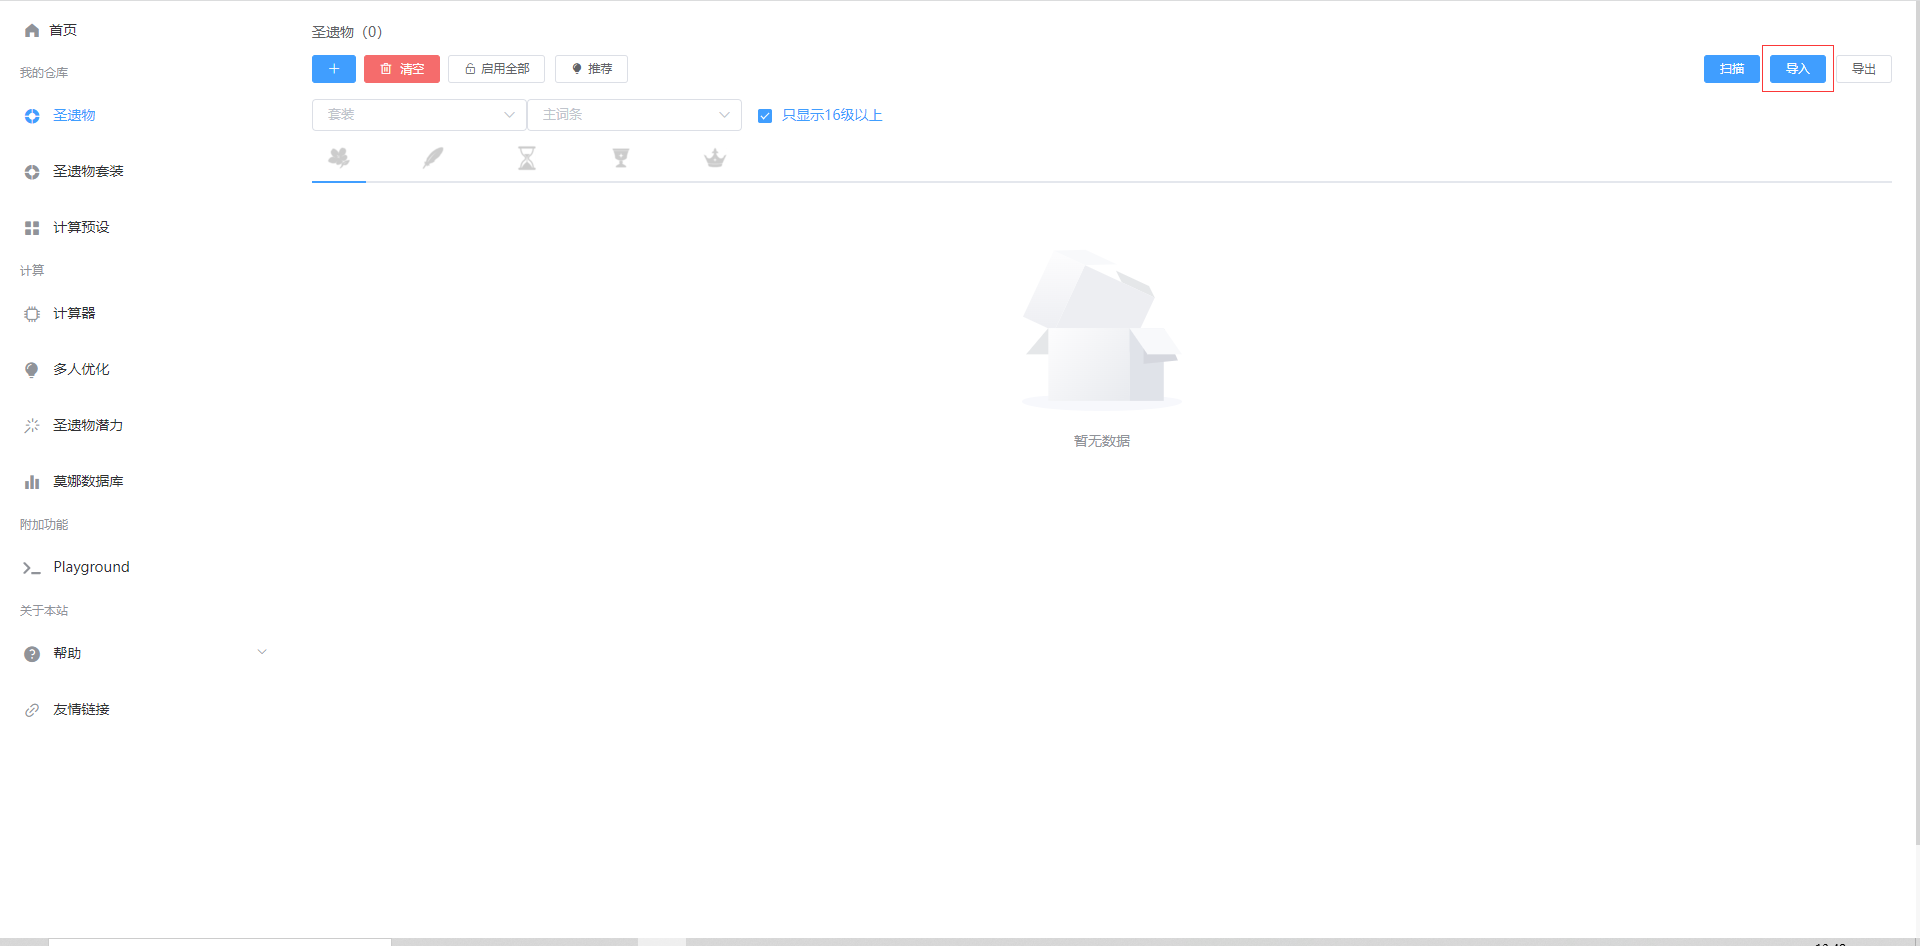 首页
我的仓库
圣遗物
圣遗物套装
计算预设
计算
计算器
多人优化
圣遗物潜力
莫娜数据库
附加功能
Playground
关于本站
帮助
友情链接
圣遗物（0）
清空 启用全部 推荐 扫描 导入 导出
套装 主词条 只显示16级以上
暂无数据